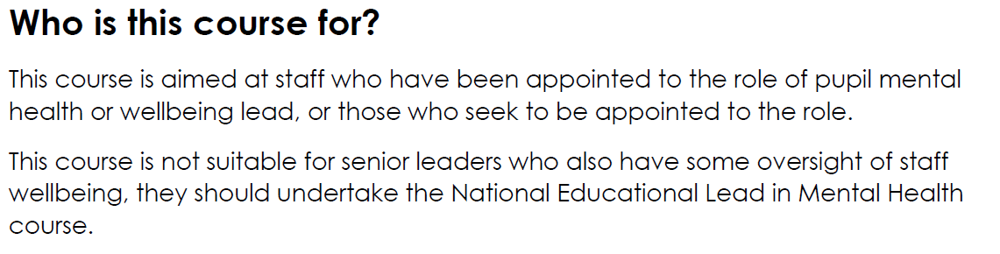 Who is this course for?
This course is aimed at staff who have been appointed to the role of pupil mental
health or wellbeing lead, or those who seek to be appointed to the role.
This course is not suitable for senior leaders who also have some oversight of staff
wellbeing, they should undertake the National Educational Lead in Mental Health
course.